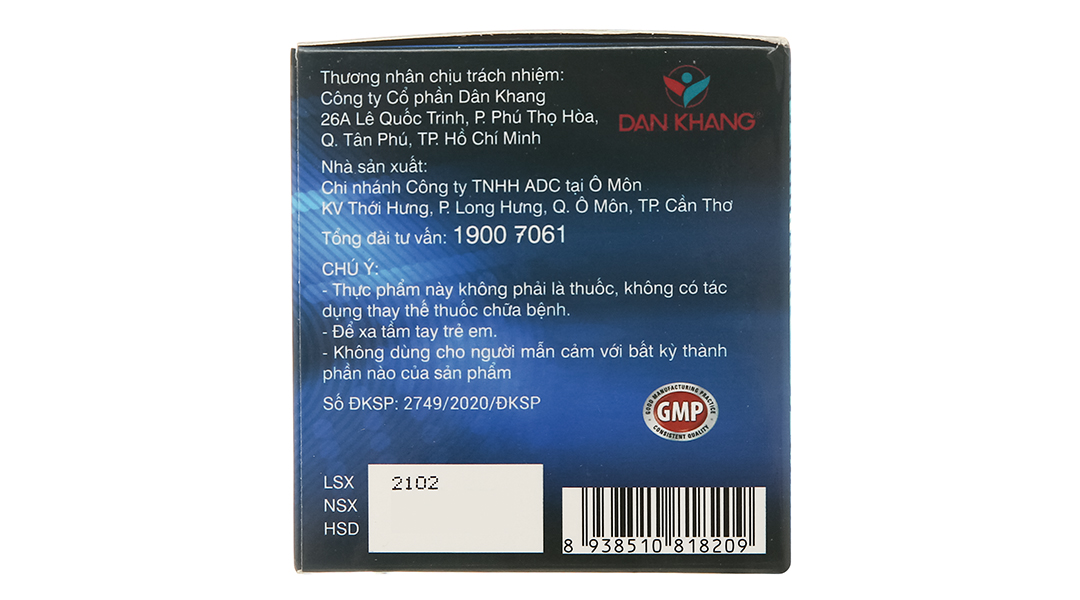 Thương nhân chịu trách nhiệm:
Công ty Cổ phần Dân Khang
26A Lê Quốc Trinh, P. Phú Thọ Hòa,
Q. Tân Phú, TP. Hồ Chí Minh
DAN KHANG
Nhà sản xuất:
Chi nhánh Công ty TNHH ADC tại Ô Môn
KV Thới Hưng, P. Long Hưng, Q. Ô Môn, TP. Cần Thơ
Tổng đài tư vấn: 1900 7061
CHÚ Ý:
- Thực phẩm này không phải là thuốc, không có tác
dụng thay thế thuốc chữa bệnh.
- Để xa tầm tay trẻ em.
- Không dùng cho người mẫn cảm với bất kỳ thành
phần nào của sản phẩm
Số ĐKSP: 2749/2020/ĐKSP
GOOD MANUFACTURING PRACTICE
GMP
CONSISTENT QUALITY
LSX 2102
NSX
HSD
8 938510 818209